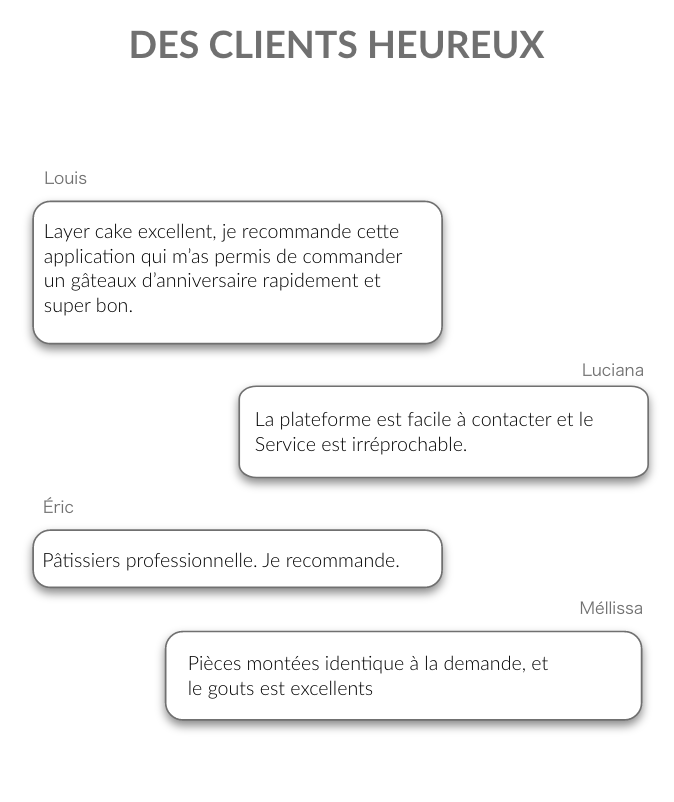 DES CLIENTS HEUREUX
Louis
Layer cake excellent, je recommande cette
application qui m'as permis de commander
un gâteaux d'anniversaire rapidement et
super bon.
Luciana
La plateforme est facile à contacter et le
Service est irréprochable.
Éric
Pâtissiers professionnelle. Je recommande.
Méllissa
Pièces montées identique à la demande, et
le gouts est excellents